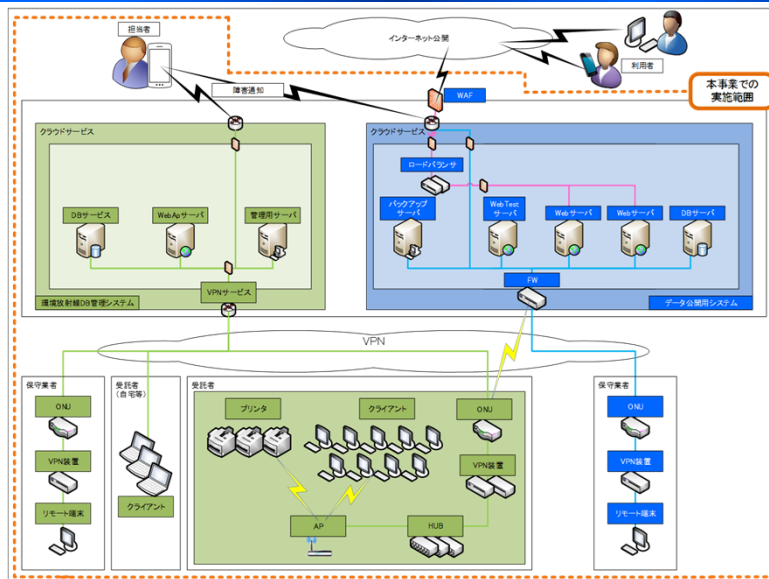 担当者
インターネット公開
利用者
障害通知
本事業での
実施範囲
WAF
クラウドサービス
クラウドサービス
ロードバランサ
DBサービス
WebApサーバ
管理用サーバ
バックアップ
サーバ
WebTest
サーバ
Webサーバ
Webサーバ
DBサーバ
FW
VPNサービス
環境放射線DB管理システム
データ公開用システム
VPN
保守業者
受託者
(自宅等)
受託者
保守業者
ONU
プリンタ
クライアント
ONU
ONU
VPN装置
VPN装置
VPN装置
クライアント
リモート端末
AP
HUB
リモート端末